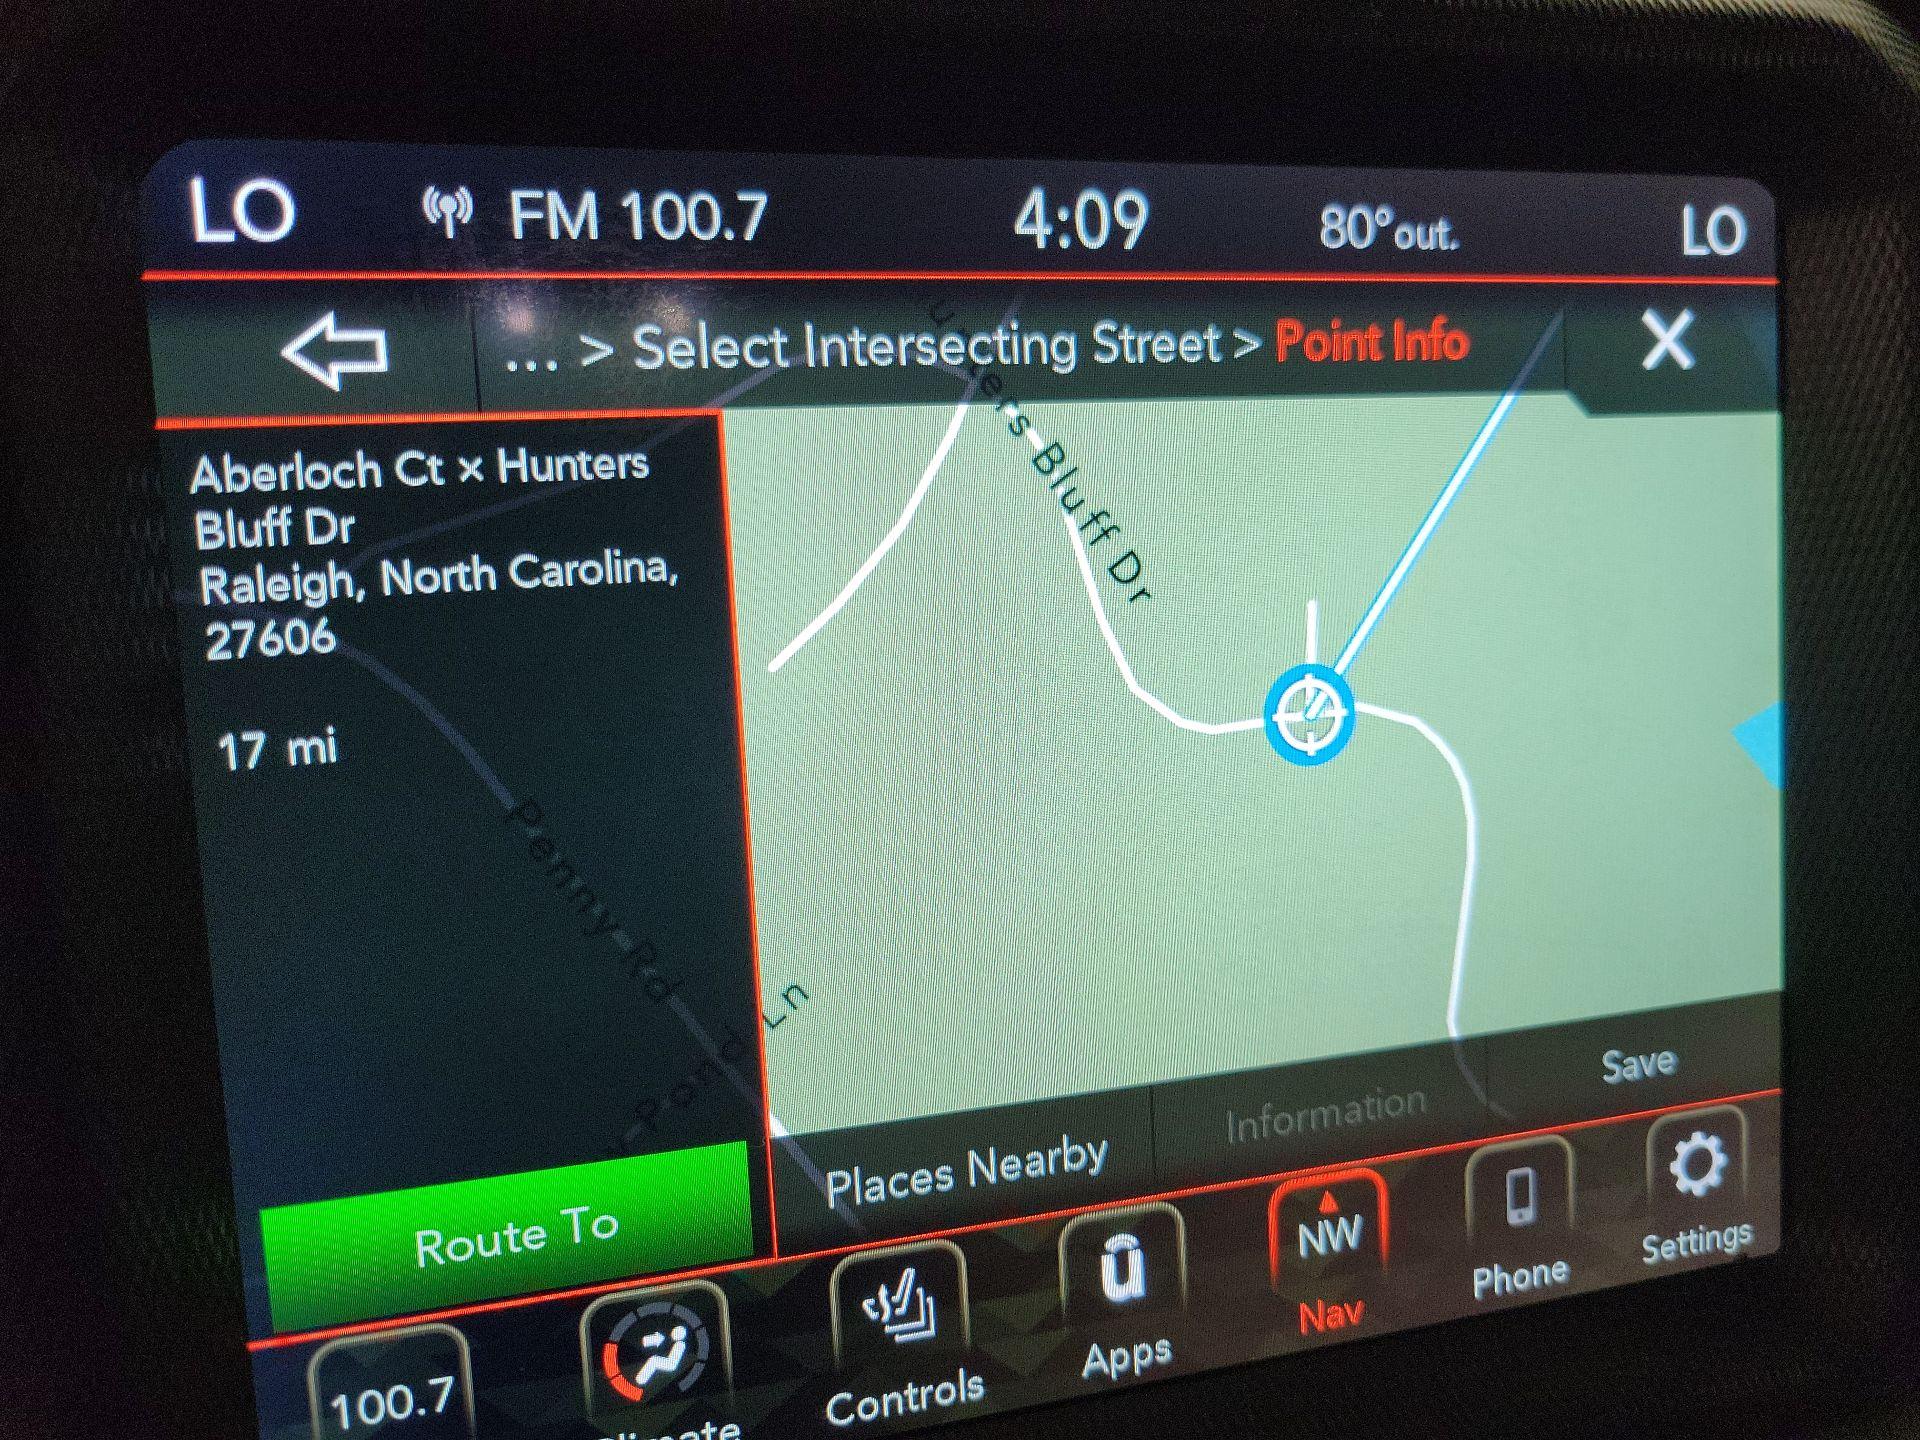 LO FM 100.7 4:09 80°out. LO
... > Select Intersecting Street > Point Info X
Aberloch Ct × Hunters
Bluff Dr
Raleigh, North Carolina,
27606
17 mi
Bluff Dr
Penny Rd
Ln
Route To
Places Nearby
Information
Save
100.7
Controls
Apps
NW
Nav
Phone
Settings